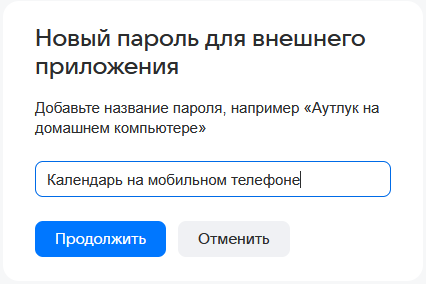 Новый пароль для внешнего
приложения
Добавьте название пароля, например «Аутлук на
домашнем компьютере»
Календарь на мобильном телефоне
Продолжить
Отменить